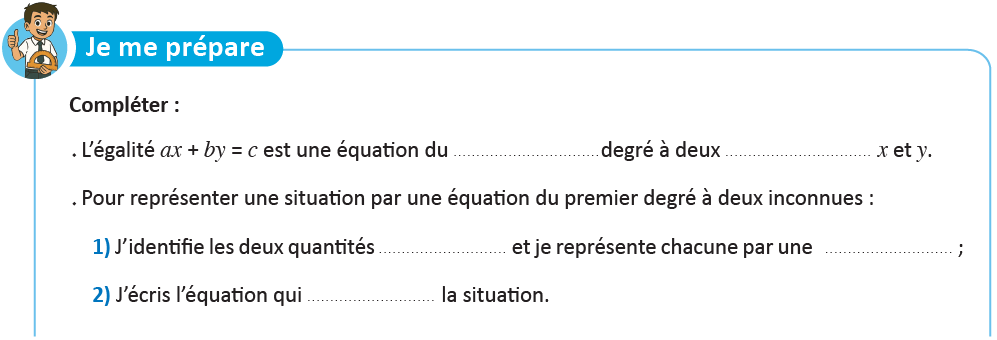 Je me prépare
Compléter :
. L’égalité ax + by = c est une équation du ............................ degré à deux ............................ x et y.
. Pour représenter une situation par une équation du premier degré à deux inconnues :
1) J’identifie les deux quantités ......................... et je représente chacune par une ......................... ;
2) J’écris l’équation qui ......................... la situation.